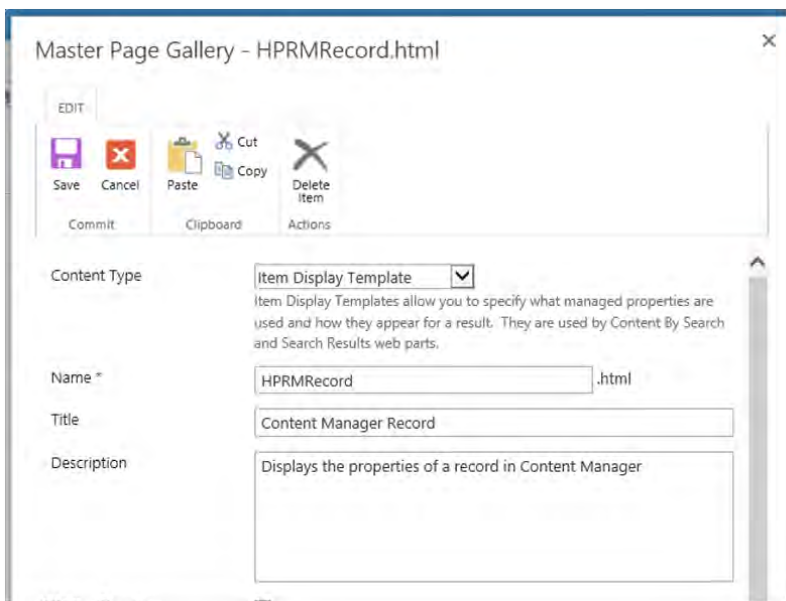 Master Page Gallery - HPRMRecord.html
EDIT
Save
Cancel
Paste
Cut
Copy
Delete
Item
Commit
Clipboard
Actions
Content Type
Item Display Template
Item Display Templates allow you to specify what managed properties are
used and how they appear for a result. They are used by Content By Search
and Search Results web parts.
Name *
HPRMRecord
.html
Title
Content Manager Record
Description
Displays the properties of a record in Content Manager